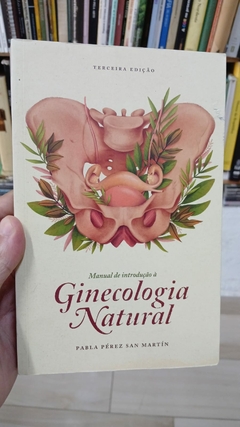 TERCEIRA EDIÇÃO
Manual de introdução à
Ginecologia
Natural
PABLA PÉREZ SAN MARTÍN